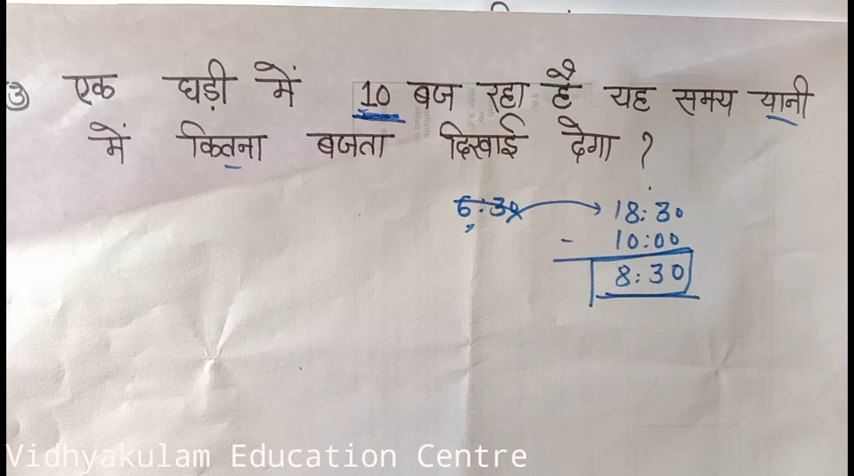 3 एक घड़ी में 10 बज रहा है यह समय यानी
में कितना बजता दिखाई देगा ?
6:30 18:30
- 10:00
8:30
Vidhyakulam Education Centre